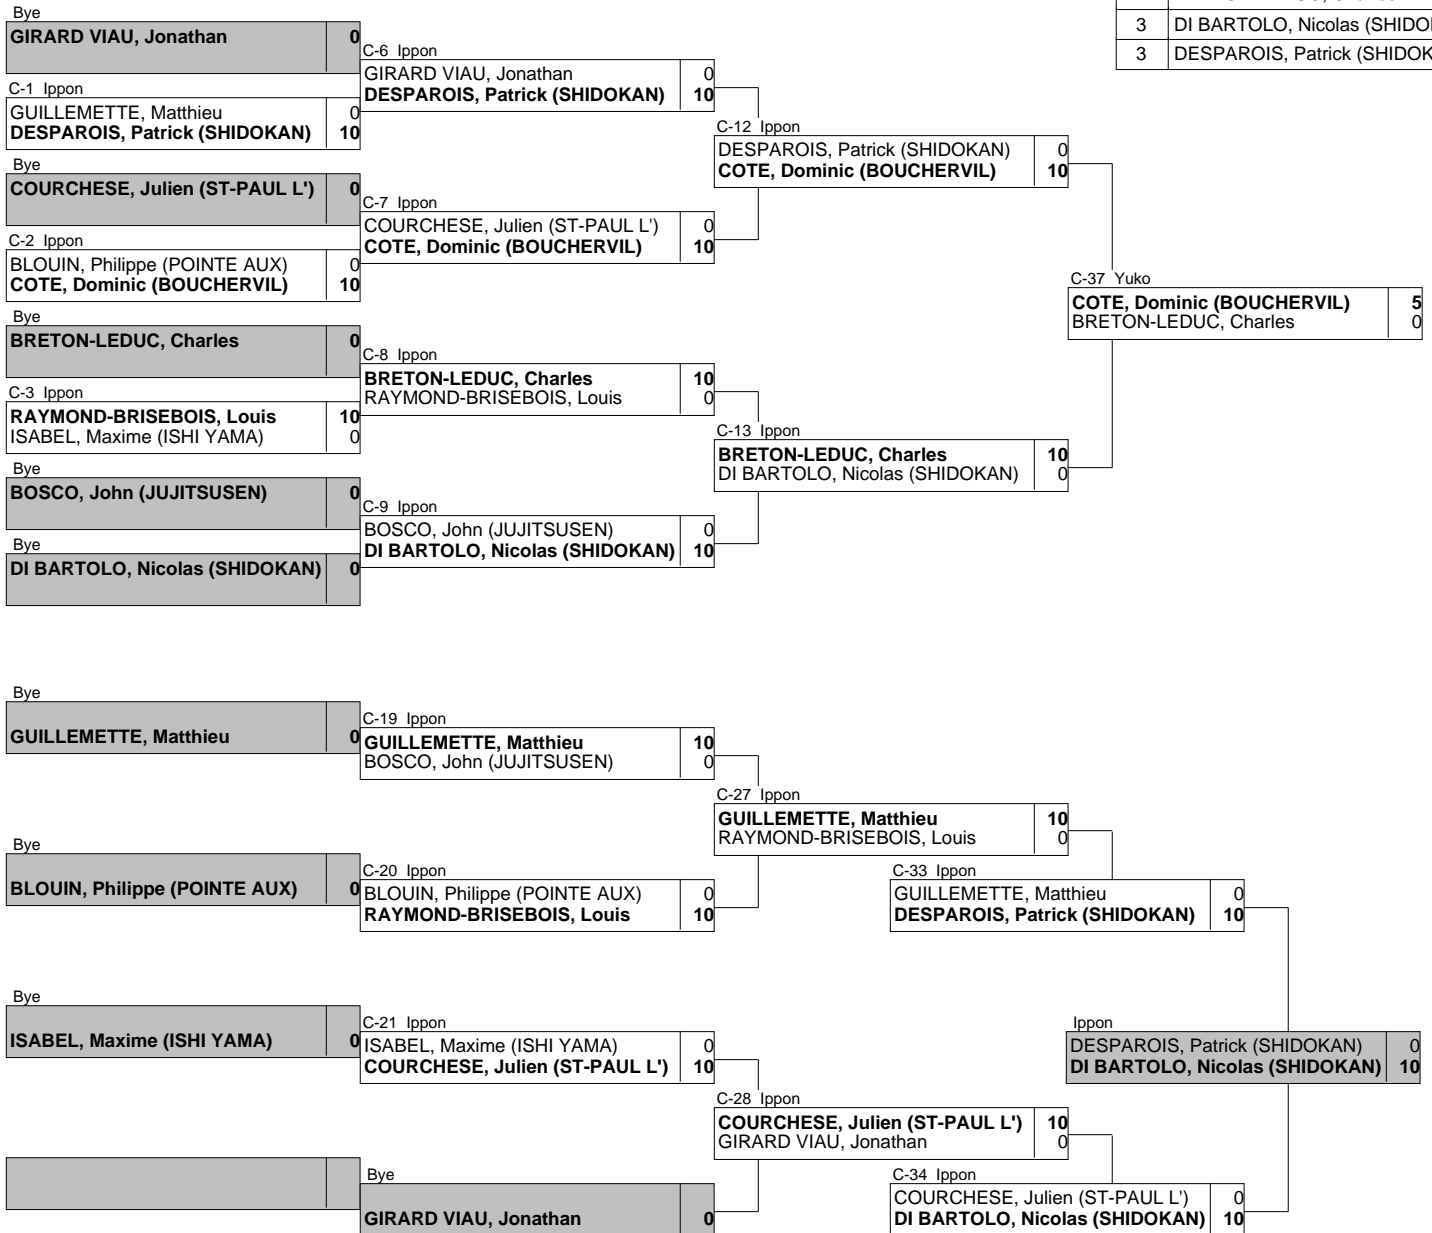 3 DI BARTOLO, Nicolas
3 DESPAROIS, Patrick
Bye
GIRARD VIAU, Jonathan 0
C-1 Ippon
GUILLEMETTE, Matthieu 0
DESPAROIS, Patrick (SHIDOKAN) 10
Bye
COURCHESE, Julien (ST-PAUL L') 0
C-2 Ippon
BLOUIN, Philippe (POINTE AUX) 0
COTE, Dominic (BOUCHERVIL) 10
Bye
BRETON-LEDUC, Charles 0
C-3 Ippon
RAYMOND-BRISEBOIS, Louis 10
ISABEL, Maxime (ISHI YAMA) 0
Bye
BOSCO, John (JUJITSUSEN) 0
Bye
DI BARTOLO, Nicolas (SHIDOKAN) 0
C-6 Ippon
GIRARD VIAU, Jonathan 0
DESPAROIS, Patrick (SHIDOKAN) 10
C-7 Ippon
COURCHESE, Julien (ST-PAUL L') 0
COTE, Dominic (BOUCHERVIL) 10
C-8 Ippon
BRETON-LEDUC, Charles 10
RAYMOND-BRISEBOIS, Louis 0
C-9 Ippon
BOSCO, John (JUJITSUSEN) 0
DI BARTOLO, Nicolas (SHIDOKAN) 10
C-12 Ippon
DESPAROIS, Patrick (SHIDOKAN) 0
COTE, Dominic (BOUCHERVIL) 10
C-13 Ippon
BRETON-LEDUC, Charles 10
DI BARTOLO, Nicolas (SHIDOKAN) 0
C-37 Yuko
COTE, Dominic (BOUCHERVIL) 5
BRETON-LEDUC, Charles 0
Bye
GUILLEMETTE, Matthieu 0
Bye
BLOUIN, Philippe (POINTE AUX) 0
Bye
ISABEL, Maxime (ISHI YAMA) 0
C-19 Ippon
GUILLEMETTE, Matthieu 10
BOSCO, John (JUJITSUSEN) 0
C-20 Ippon
BLOUIN, Philippe (POINTE AUX) 0
RAYMOND-BRISEBOIS, Louis 10
C-21 Ippon
ISABEL, Maxime (ISHI YAMA) 0
COURCHESE, Julien (ST-PAUL L') 10
Bye
GIRARD VIAU, Jonathan 0
C-27 Ippon
GUILLEMETTE, Matthieu 10
RAYMOND-BRISEBOIS, Louis 0
C-28 Ippon
COURCHESE, Julien (ST-PAUL L') 10
GIRARD VIAU, Jonathan 0
C-33 Ippon
GUILLEMETTE, Matthieu 0
DESPAROIS, Patrick (SHIDOKAN) 10
C-34 Ippon
COURCHESE, Julien (ST-PAUL L') 0
DI BARTOLO, Nicolas (SHIDOKAN) 10
Ippon
DESPAROIS, Patrick (SHIDOKAN) 0
DI BARTOLO, Nicolas (SHIDOKAN) 10